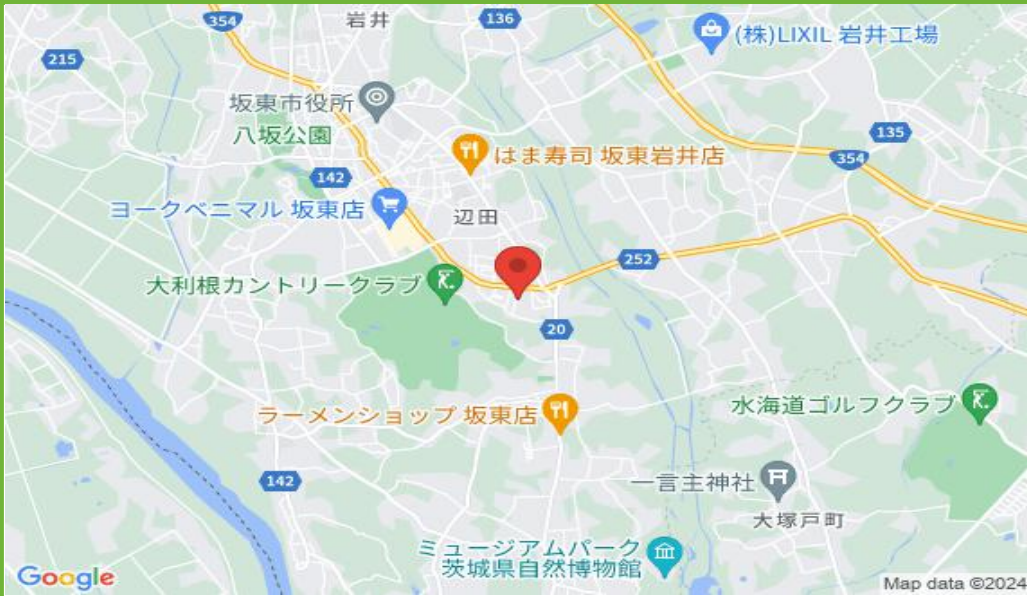 354
岩井
136
(株)LIXIL 岩井工場
215
坂東市役所
八坂公園
135
はま寿司 坂東岩井店
354
142
ヨークベニマル 坂東店
辺田
252
大利根カントリークラブ
20
ラーメンショップ 坂東店
水海道ゴルフクラブ
142
一言主神社
大塚戸町
ミュージアムパーク
茨城県自然博物館
Google
Map data ©2024